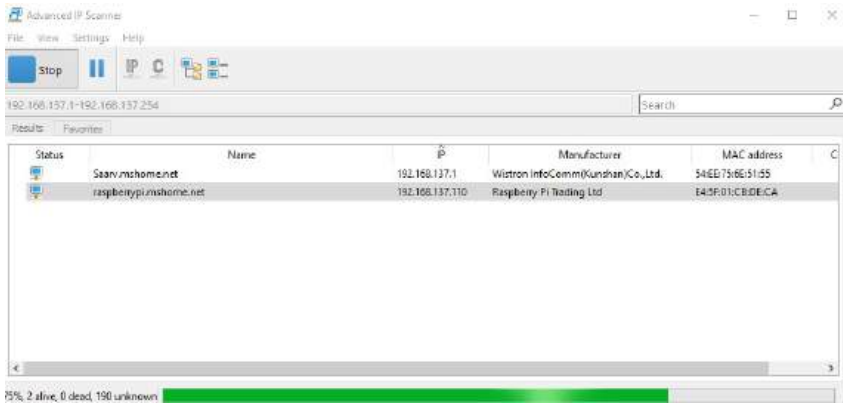 Advanced IP Scanner
File View Settings Help
Stop IP C
192.168.137.1-192.168.137.254 Search
Results Favorites
Status Name IP Manufacturer MAC address C
Saarv.mshome.net 192.168.137.1 Wistron InfoComm(Kunshan)Co.,Ltd. 54:EE:75:6E:51:55
raspberrypi.mshome.net 192.168.137.110 Raspberry Pi Trading Ltd E4:5F:01:CB:DE:CA
75%, 2 alive, 0 dead, 190 unknown